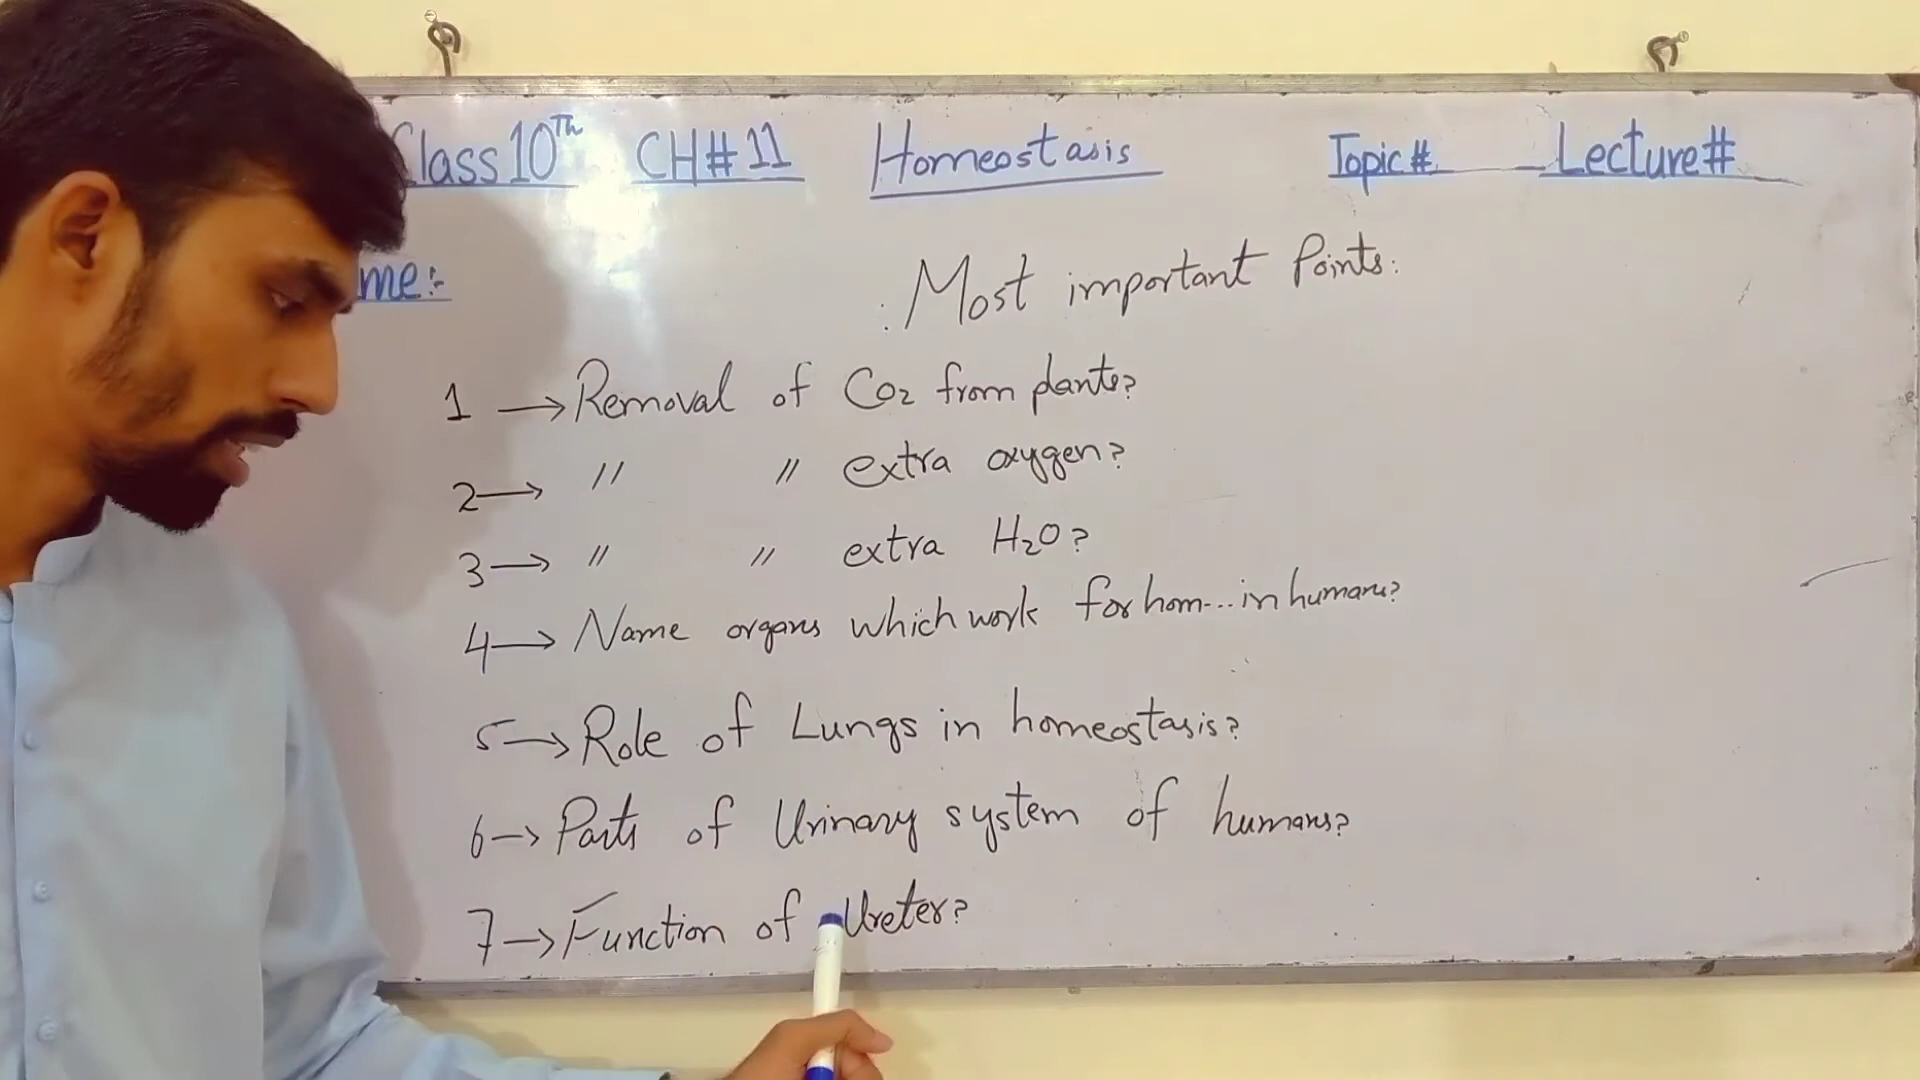 Class 10Th CH# 11 Homeostasis Topic# Lecture#
me:-
: Most important Points:
1 → Removal of CO2 from plants?
2 → " " extra oxygen?
3 → " " extra H2O?
4 → Name organs which work for hom... in humans?
5 → Role of Lungs in homeostasis?
6 → Parts of Urinary system of humans?
7 → Function of Ureter?